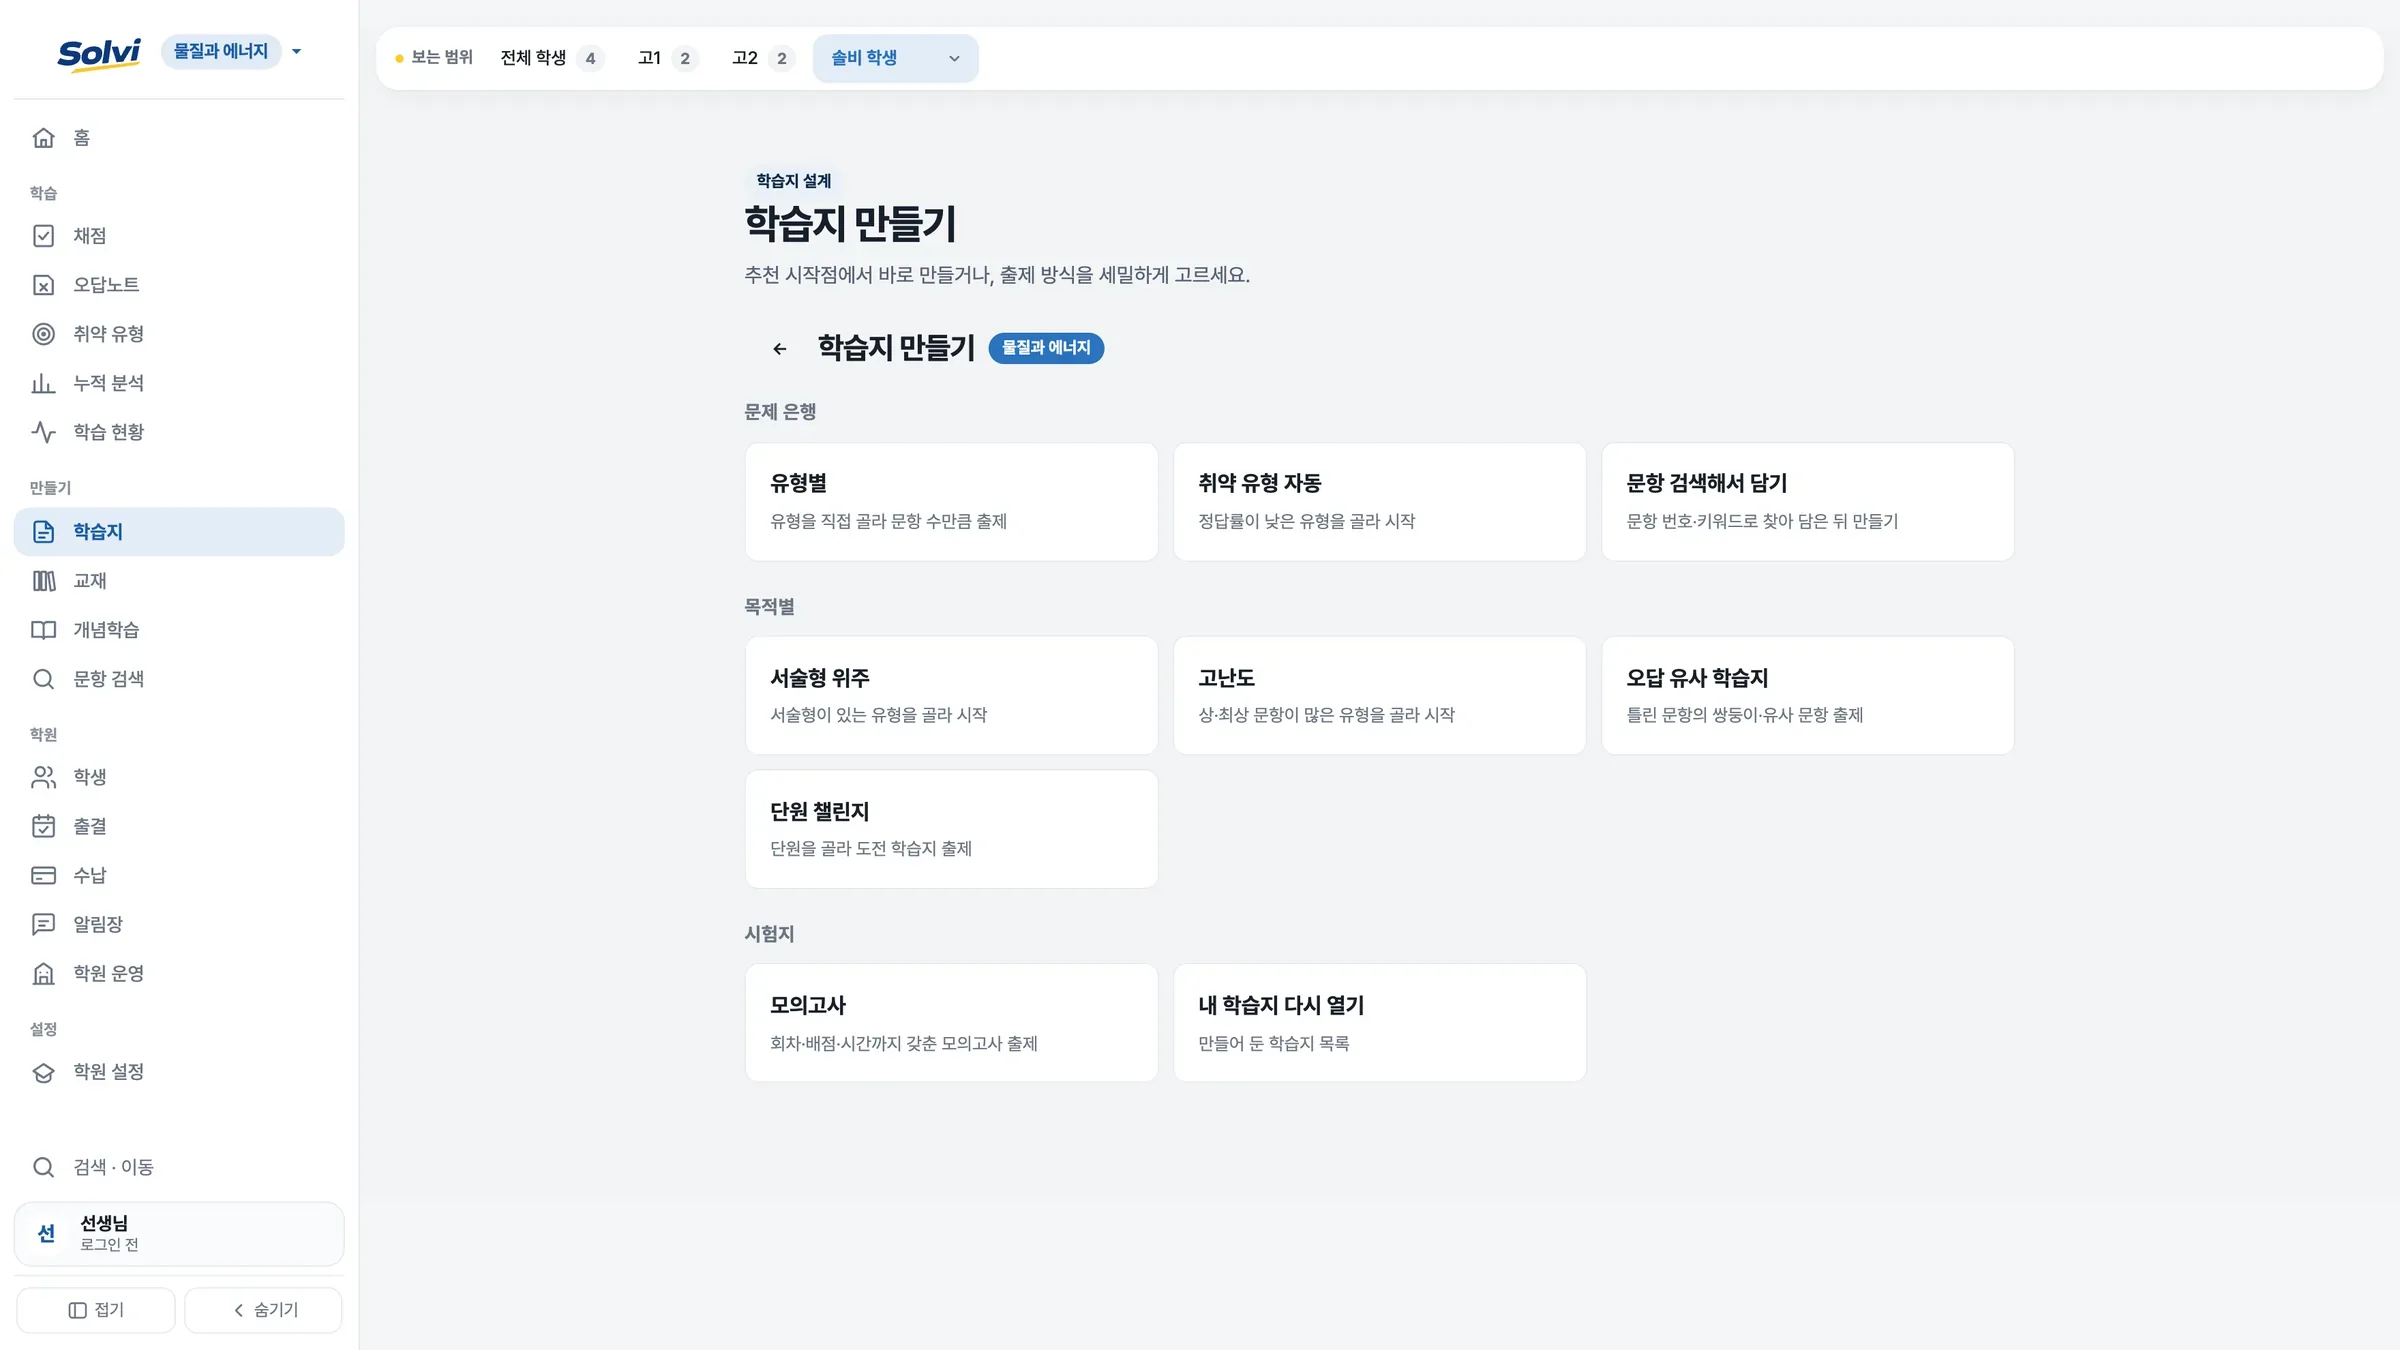 Solvi
물질과 에너지
홈
학습
채점
오답노트
취약 유형
누적 분석
학습 현황
만들기
학습지
교재
개념학습
문항 검색
학원
학생
출결
수납
알림장
학원 운영
설정
학원 설정
검색 · 이동
선
선생님
로그인 전
접기
숨기기
보는 범위
전체 학생 4
고1 2
고2 2
솔비 학생
학습지 설계
학습지 만들기
추천 시작점에서 바로 만들거나, 출제 방식을 세밀하게 고르세요.
학습지 만들기 물질과 에너지
문제 은행
유형별
유형을 직접 골라 문항 수만큼 출제
취약 유형 자동
정답률이 낮은 유형을 골라 시작
문항 검색해서 담기
문항 번호·키워드로 찾아 담은 뒤 만들기
목적별
서술형 위주
서술형이 있는 유형을 골라 시작
고난도
상·최상 문항이 많은 유형을 골라 시작
오답 유사 학습지
틀린 문항의 쌍둥이·유사 문항 출제
단원 챌린지
단원을 골라 도전 학습지 출제
시험지
모의고사
회차·배점·시간까지 갖춘 모의고사 출제
내 학습지 다시 열기
만들어 둔 학습지 목록